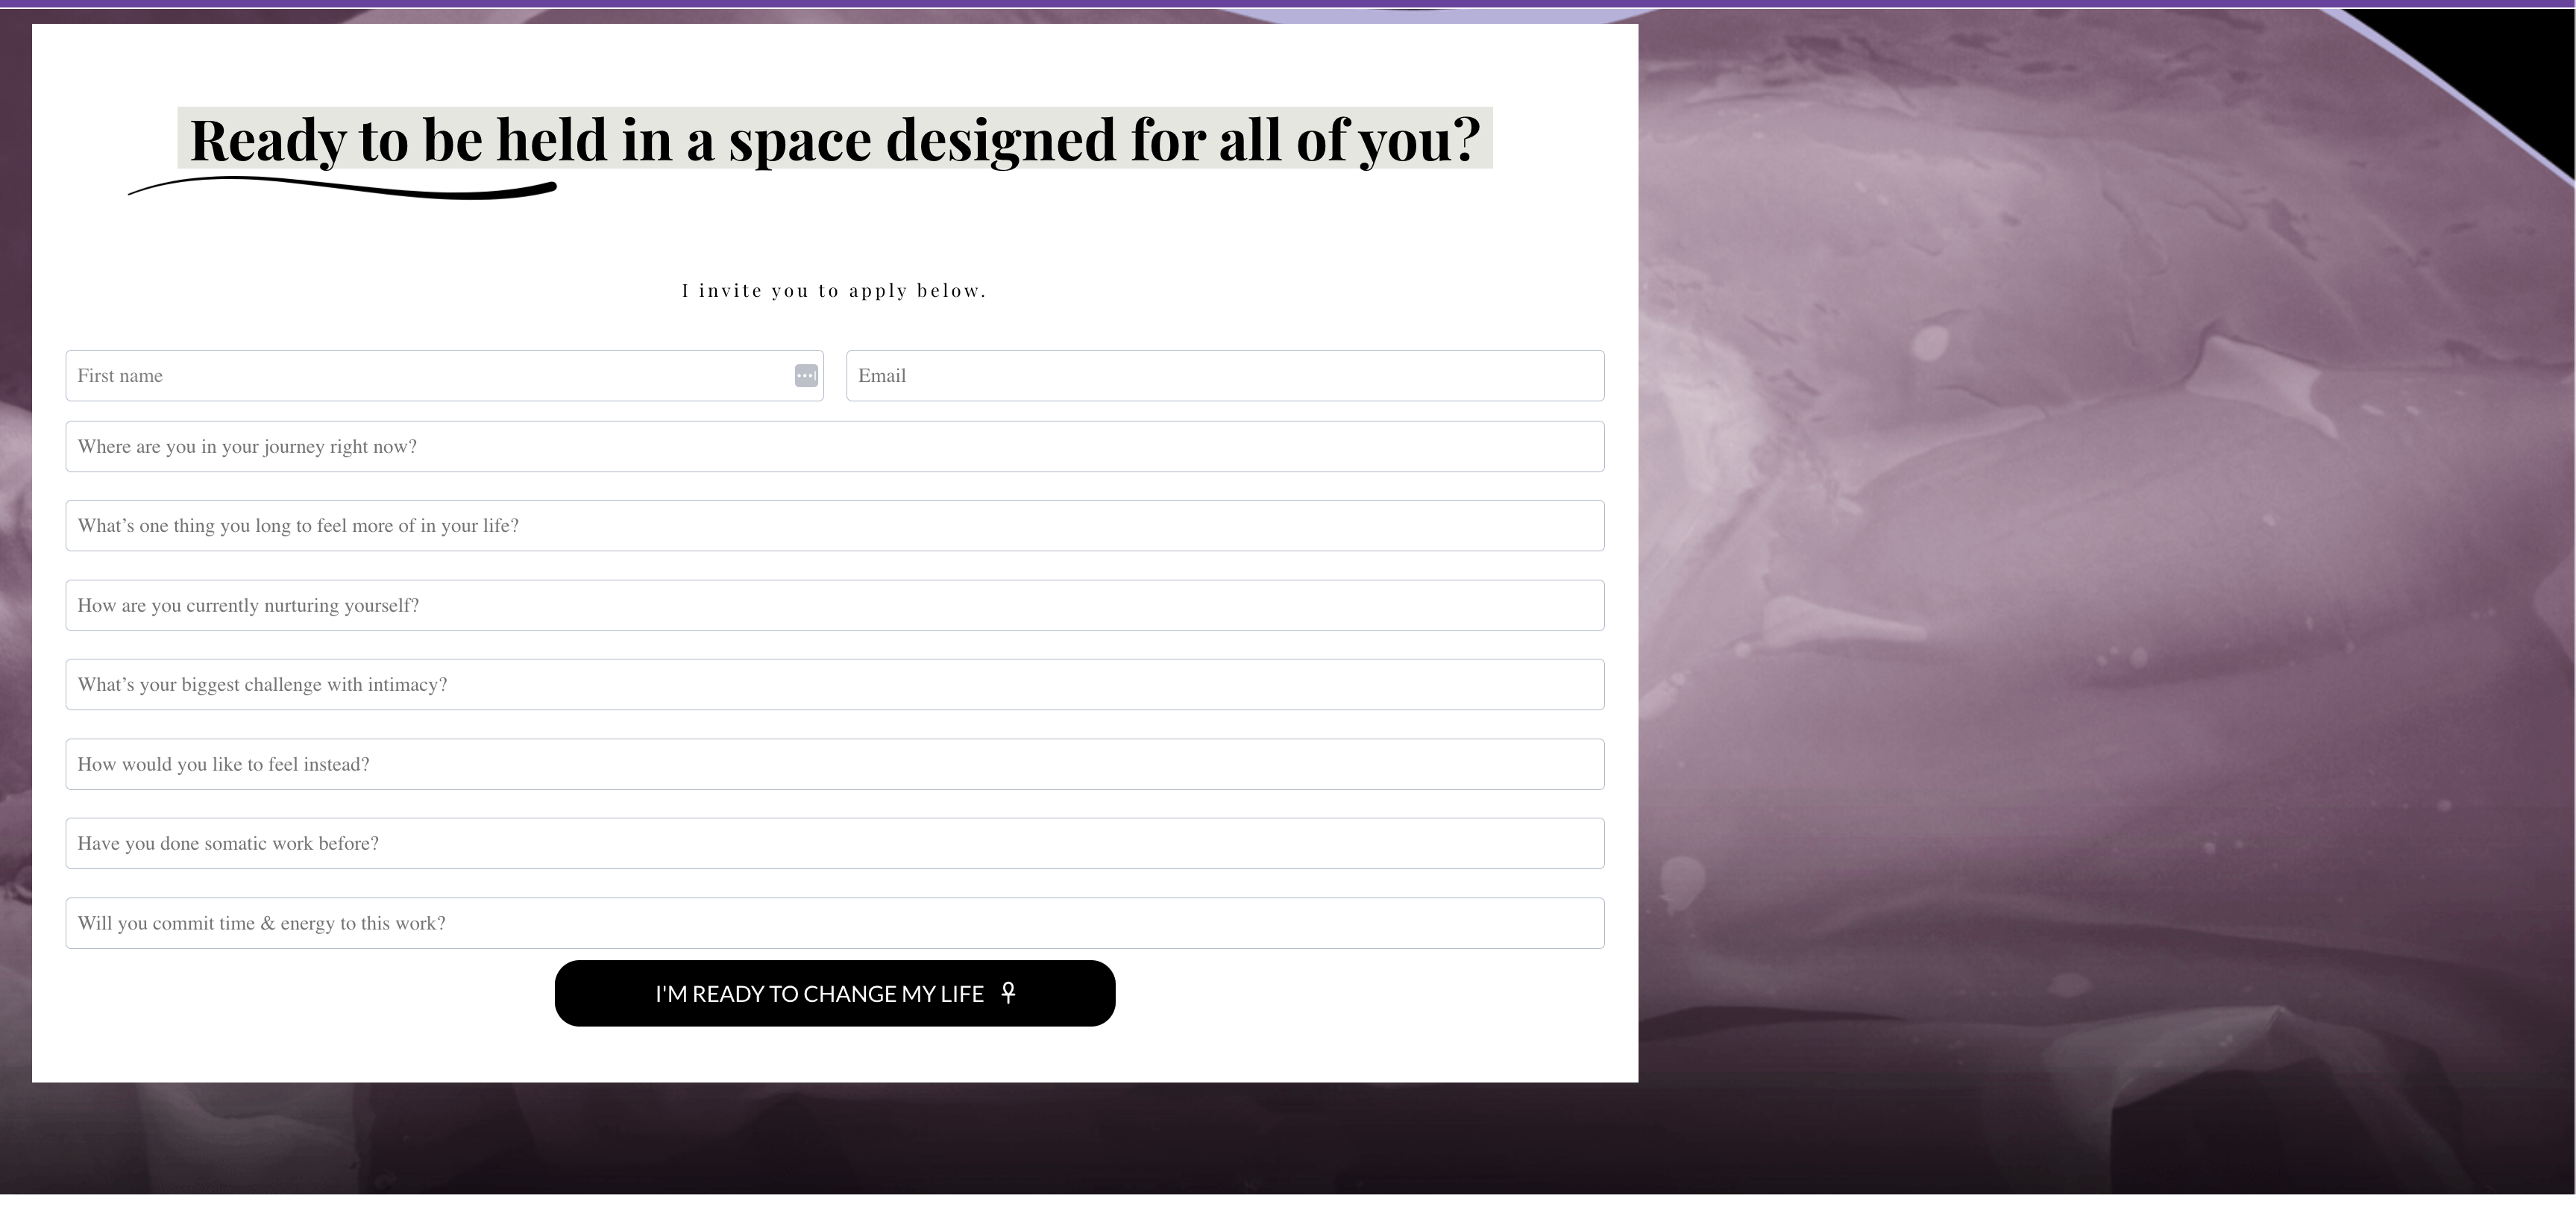 Ready to be held in a space designed for all of you?
I invite you to apply below.
First name
Email
Where are you in your journey right now?
What’s one thing you long to feel more of in your life?
How are you currently nurturing yourself?
What’s your biggest challenge with intimacy?
How would you like to feel instead?
Have you done somatic work before?
Will you commit time & energy to this work?
I'M READY TO CHANGE MY LIFE